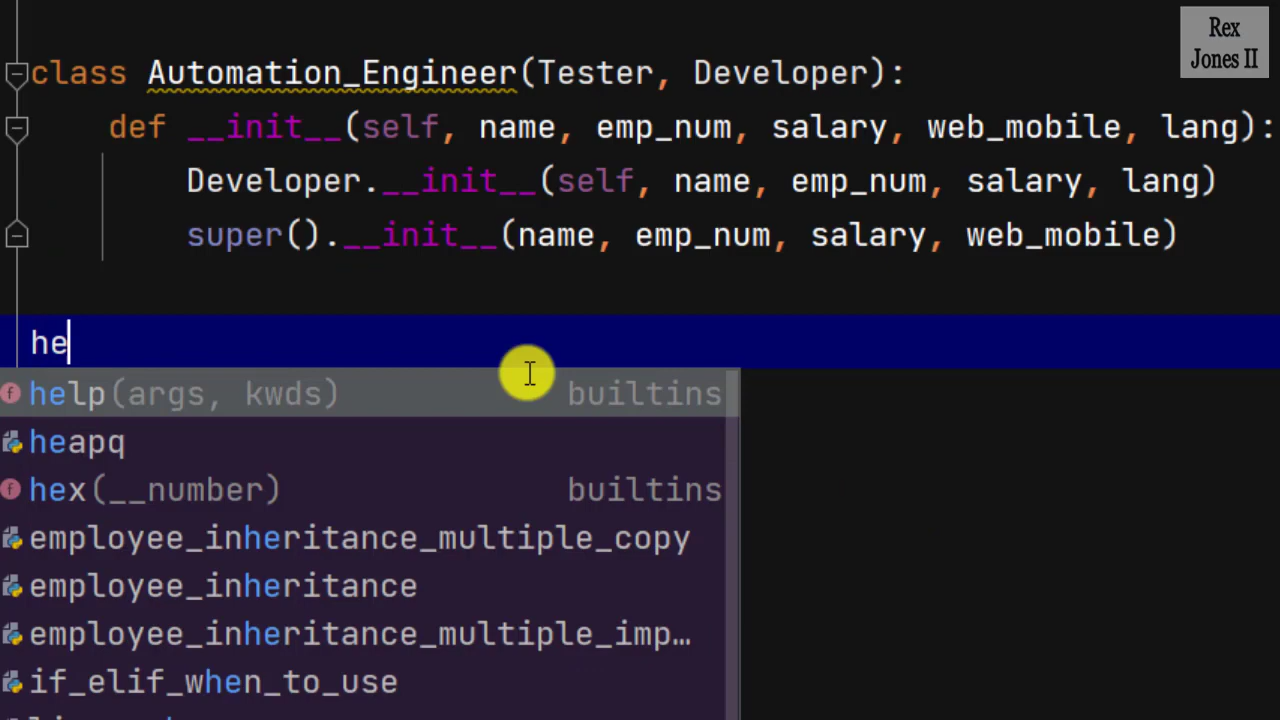 Rex
Jones II
class Automation_Engineer(Tester, Developer):
def __init__(self, name, emp_num, salary, web_mobile, lang):
Developer.__init__(self, name, emp_num, salary, lang)
super().__init__(name, emp_num, salary, web_mobile)
he
help(args, kwds) builtins
heapq
hex(__number) builtins
employee_inheritance_multiple_copy
employee_inheritance
employee_inheritance_multiple_imp…
if_elif_when_to_use